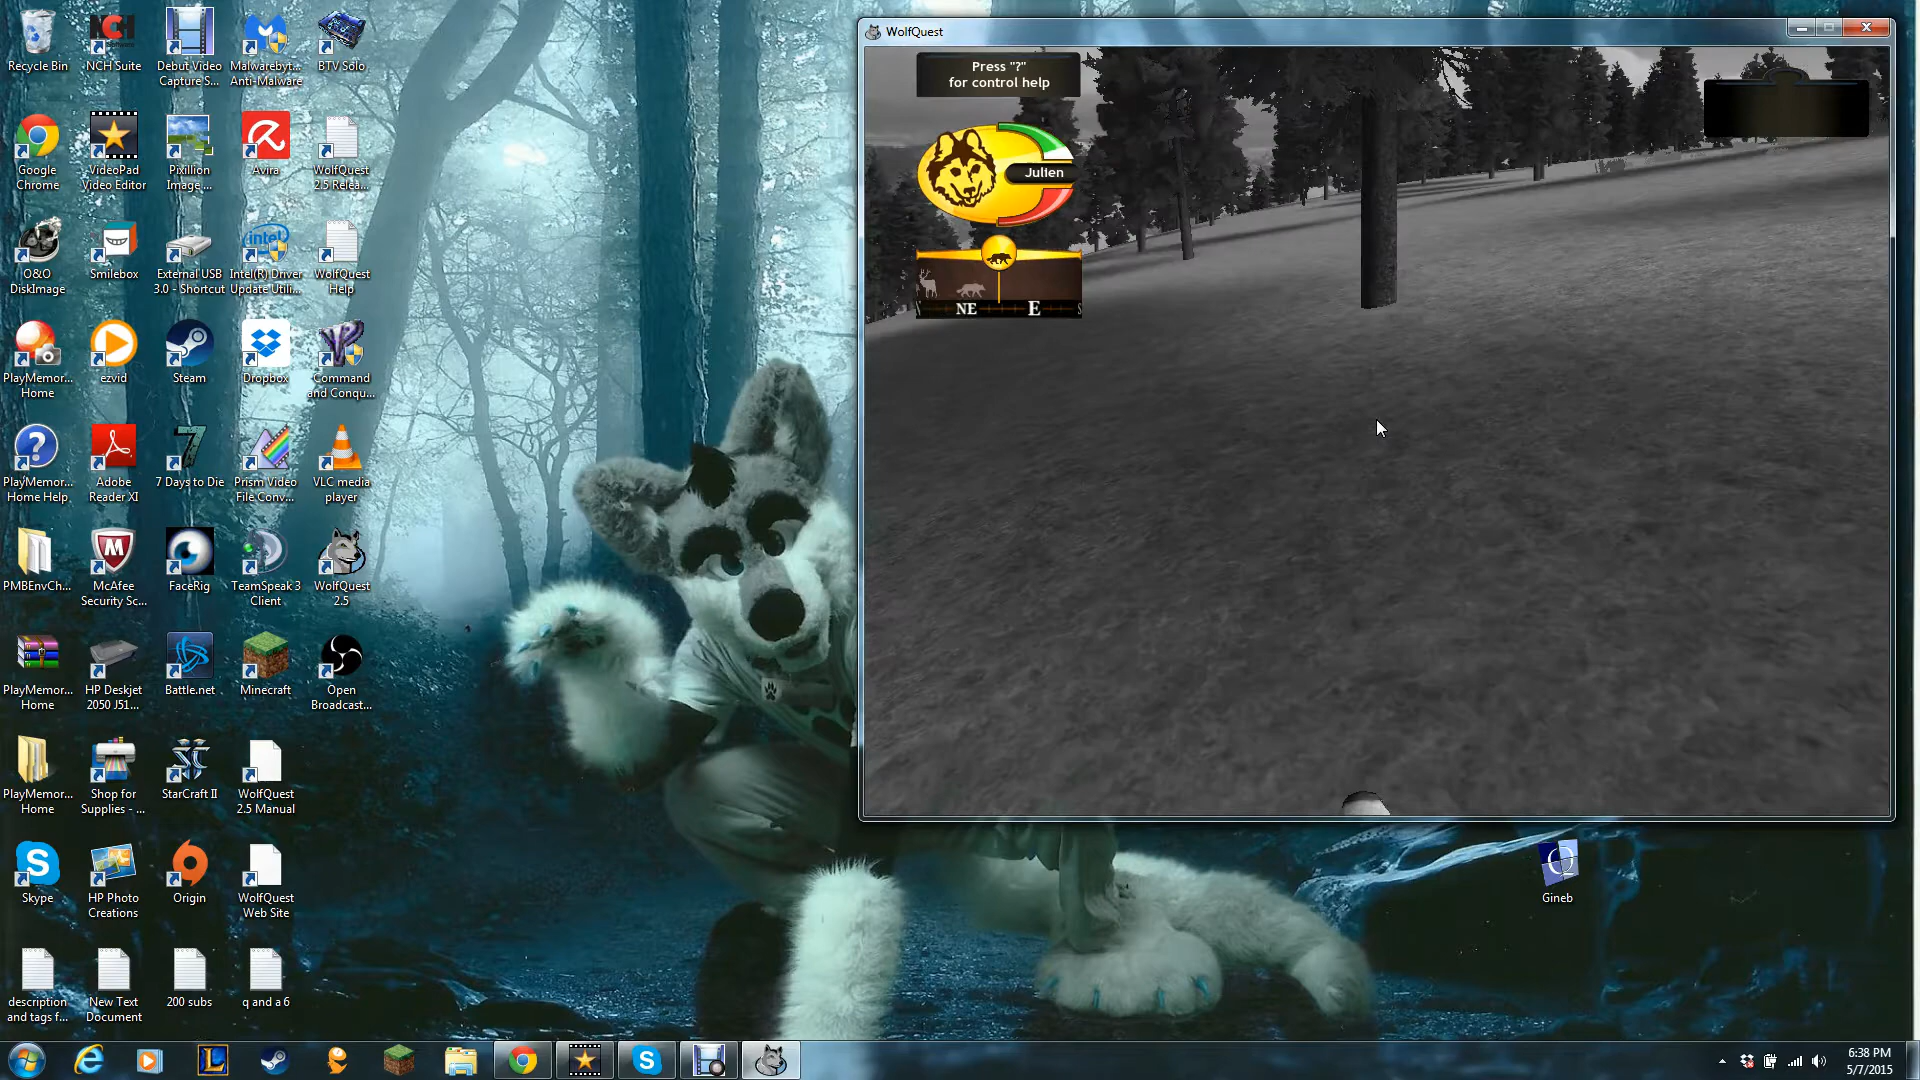 Recycle Bin
NCH Suite
Debut Video
Capture S...
Malwarebyt...
Anti-Malware
BTV Solo
Google
Chrome
VideoPad
Video Editor
Pixillion
Image ...
Avira
WolfQuest
2.5 Relea...
O&O
DiskImage
Smilebox
External USB
3.0 - Shortcut
Intel(R) Driver
Update Utili...
WolfQuest
Help
PlayMemor...
Home
ezvid
Steam
Dropbox
Command
and Conqu...
PlayMemor...
Home Help
Adobe
Reader XI
7 Days to Die
Prism Video
File Conv...
VLC media
player
PMBEnvCh...
McAfee
Security Sc...
FaceRig
TeamSpeak 3
Client
WolfQuest
2.5
PlayMemor...
Home
HP Deskjet
2050 J51...
Battle.net
Minecraft
Open
Broadcast...
PlayMemor...
Home
Shop for
Supplies - ...
StarCraft II
WolfQuest
2.5 Manual
Skype
HP Photo
Creations
Origin
WolfQuest
Web Site
description
and tags f...
New Text
Document
200 subs
q and a 6
WolfQuest
Press "?"
for control help
Julien
NE E
Gineb
6:38 PM
5/7/2015